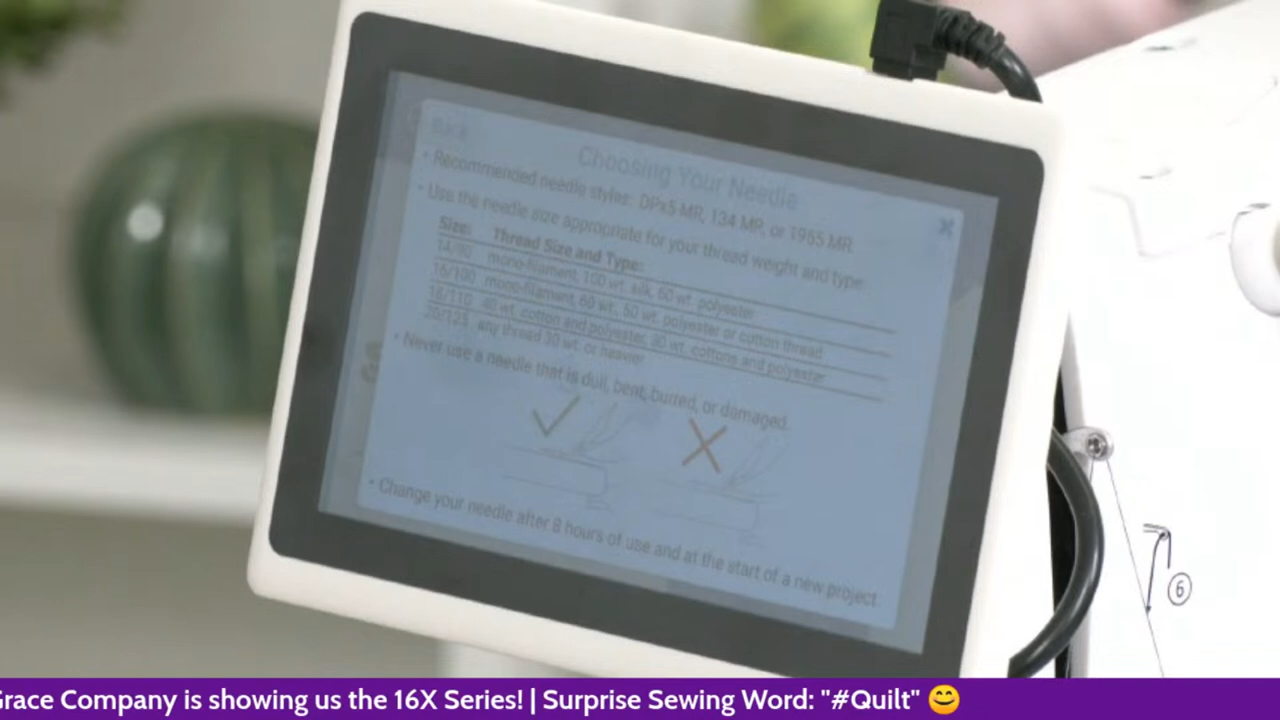 Back
Choosing Your Needle
• Recommended needle styles: DPx5 MR, 134 MR, or 1955 MR.
• Use the needle size appropriate for your thread weight and type.
Size: Thread Size and Type:
14/90 mono-filament, 100 wt. silk, 60 wt. polyester
16/100 mono-filament, 60 wt., 50 wt. polyester or cotton thread
18/110 40 wt. cotton and polyester, 30 wt. cottons and polyester
20/125 any thread 30 wt. or heavier
• Never use a needle that is dull, bent, burred, or damaged.
• Change your needle after 8 hours of use and at the start of a new project.
6
Grace Company is showing us the 16X Series! | Surprise Sewing Word: "#Quilt" 😊